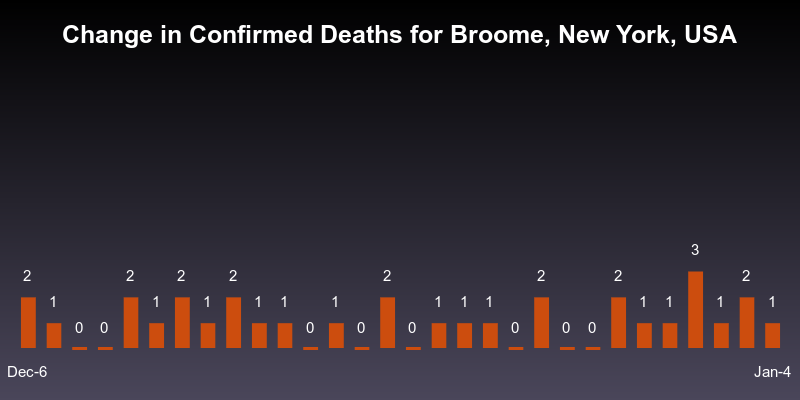 Change in Confirmed Deaths for Broome, New York, USA
3
2 2 2 2 2 2 2 2
1 1 1 1 1 1 1 1 1 1 1 1 1
0 0 0 0 0 0 0 0
Dec-6 Jan-4